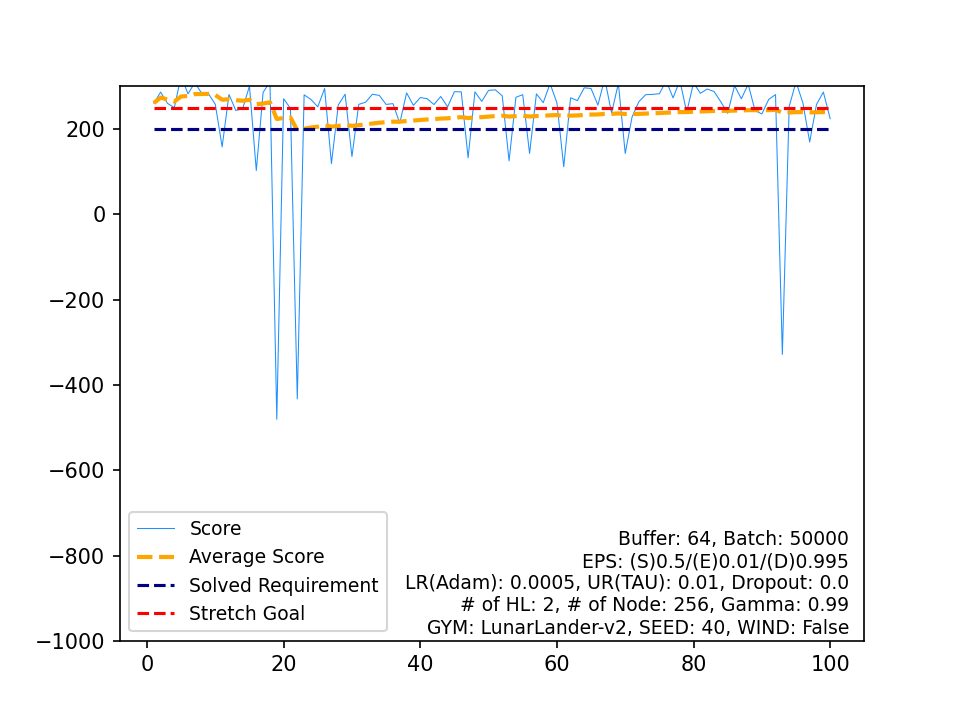 200
0
−200
−400
−600
−800
−1000
0
20
40
60
80
100
Score
Average Score
Solved Requirement
Stretch Goal
Buffer: 64, Batch: 50000
EPS: (S)0.5/(E)0.01/(D)0.995
LR(Adam): 0.0005, UR(TAU): 0.01, Dropout: 0.0
# of HL: 2, # of Node: 256, Gamma: 0.99
GYM: LunarLander-v2, SEED: 40, WIND: False